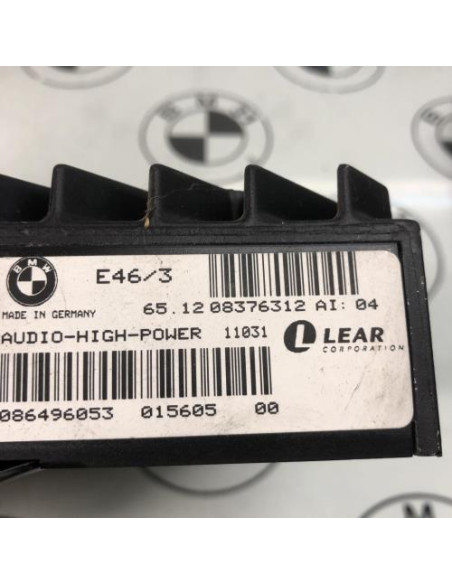 BMW
E46/3
MADE IN GERMANY
65.12 08376312 AI: 04
AUDIO-HIGH-POWER 11031
LEAR
CORPORATION
086496053 015605 00